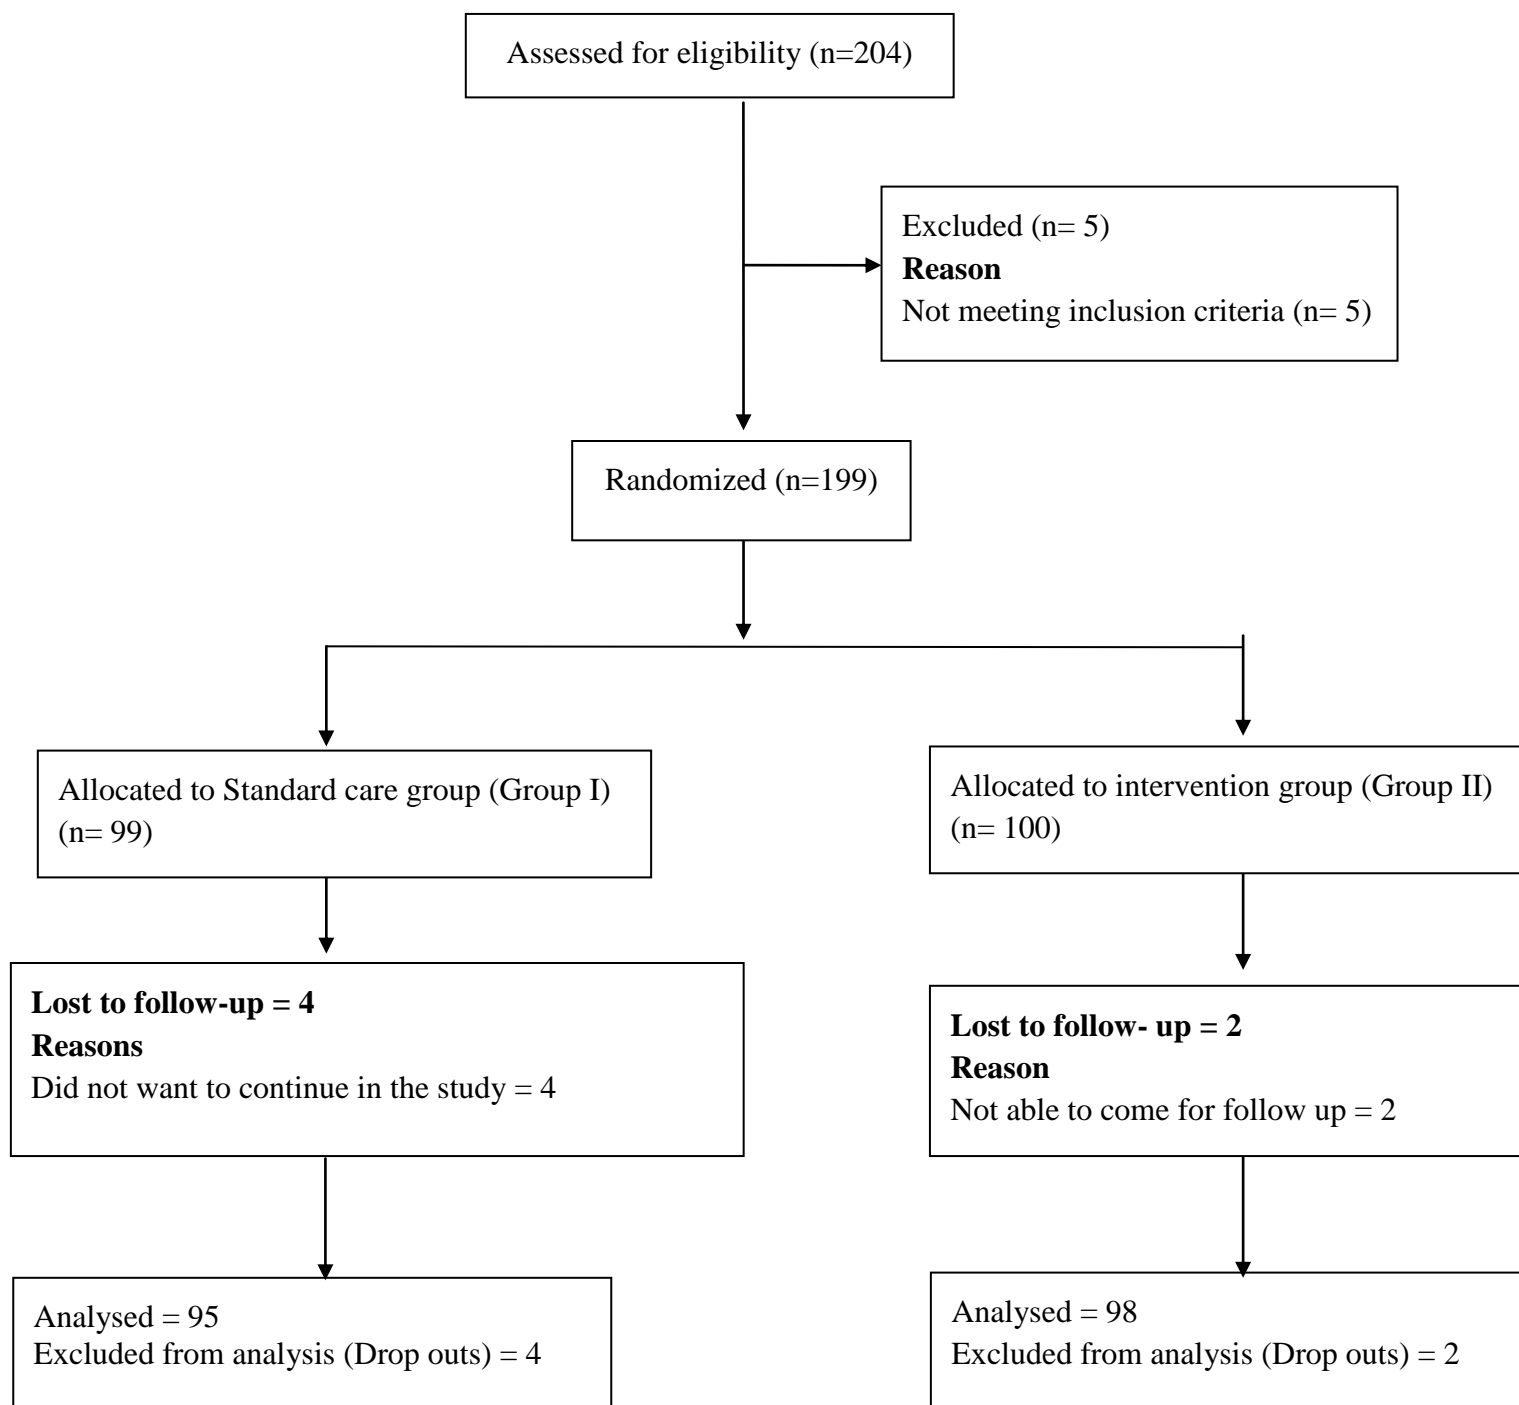 Assessed for eligibility (n=204)
Excluded (n= 5)
Reason
Not meeting inclusion criteria (n= 5)
Randomized (n=199)
Allocated to Standard care group (Group I)
(n= 99)
Allocated to intervention group (Group II)
(n= 100)
Lost to follow-up = 4
Reasons
Did not want to continue in the study = 4
Lost to follow- up = 2
Reason
Not able to come for follow up = 2
Analysed = 95
Excluded from analysis (Drop outs) = 4
Analysed = 98
Excluded from analysis (Drop outs) = 2